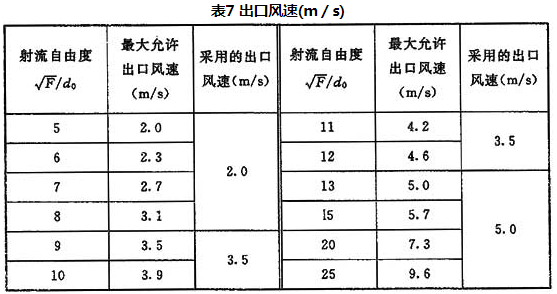 表7 出口风速(m / s)
射流自由度 √F/d₀ 最大允许出口风速(m/s) 采用的出口风速(m/s) 射流自由度 √F/d₀ 最大允许出口风速(m/s) 采用的出口风速(m/s)
5 2.0 2.0 11 4.2 3.5
6 2.3 12 4.6
7 2.7 13 5.0 5.0
8 3.1 15 5.7
9 3.5 3.5 20 7.3
10 3.9 25 9.6